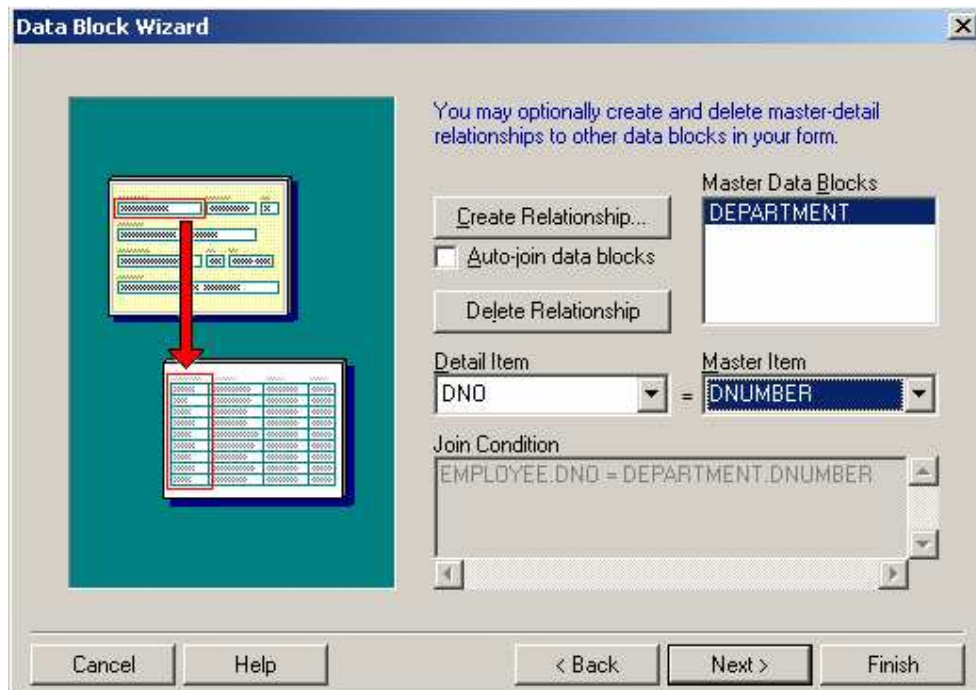 Data Block Wizard
You may optionally create and delete master-detail
relationships to other data blocks in your form.
Master Data Blocks
Create Relationship...
DEPARTMENT
Auto-join data blocks
Delete Relationship
Detail Item
Master Item
DNO
=
DNUMBER
Join Condition
EMPLOYEE.DNO = DEPARTMENT.DNUMBER
Cancel
Help
< Back
Next >
Finish